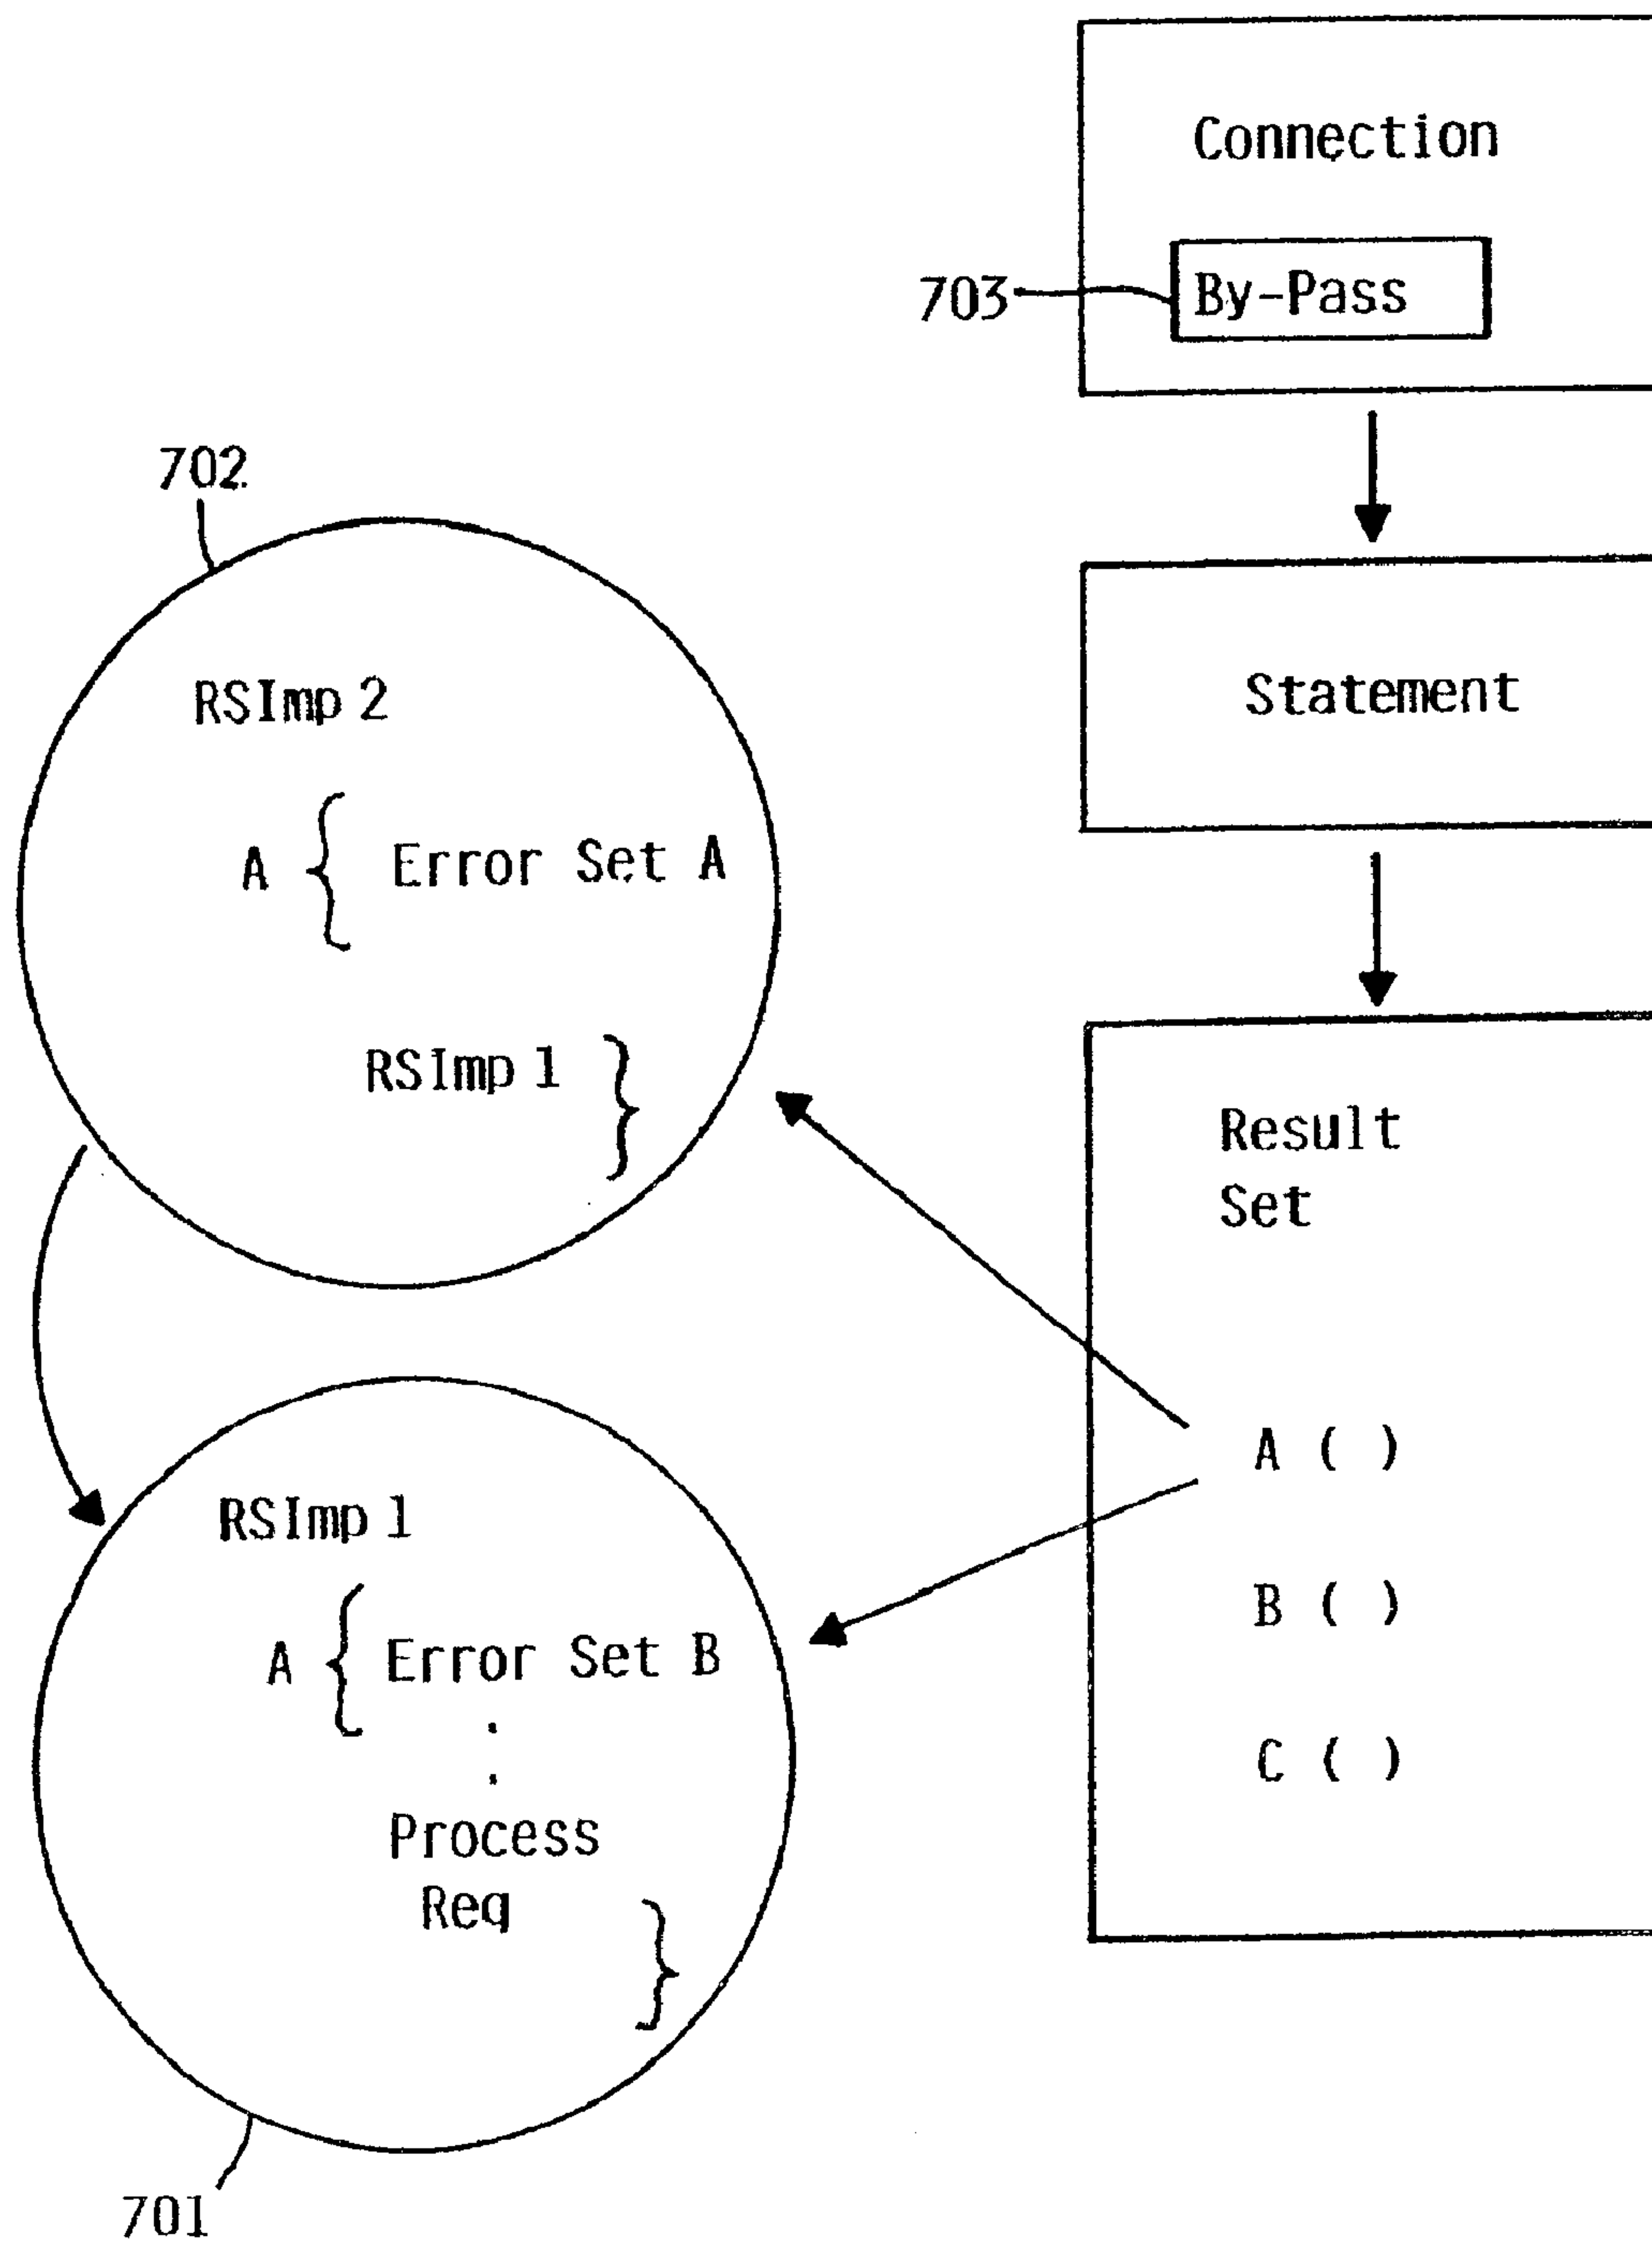 Connection
703
By-Pass
702
Statement
RSImp 2
A { Error Set A
RSImp 1 }
Result
Set
A ( )
RSImp 1
B ( )
A { Error Set B
.
.
C ( )
Process
Req
}
701